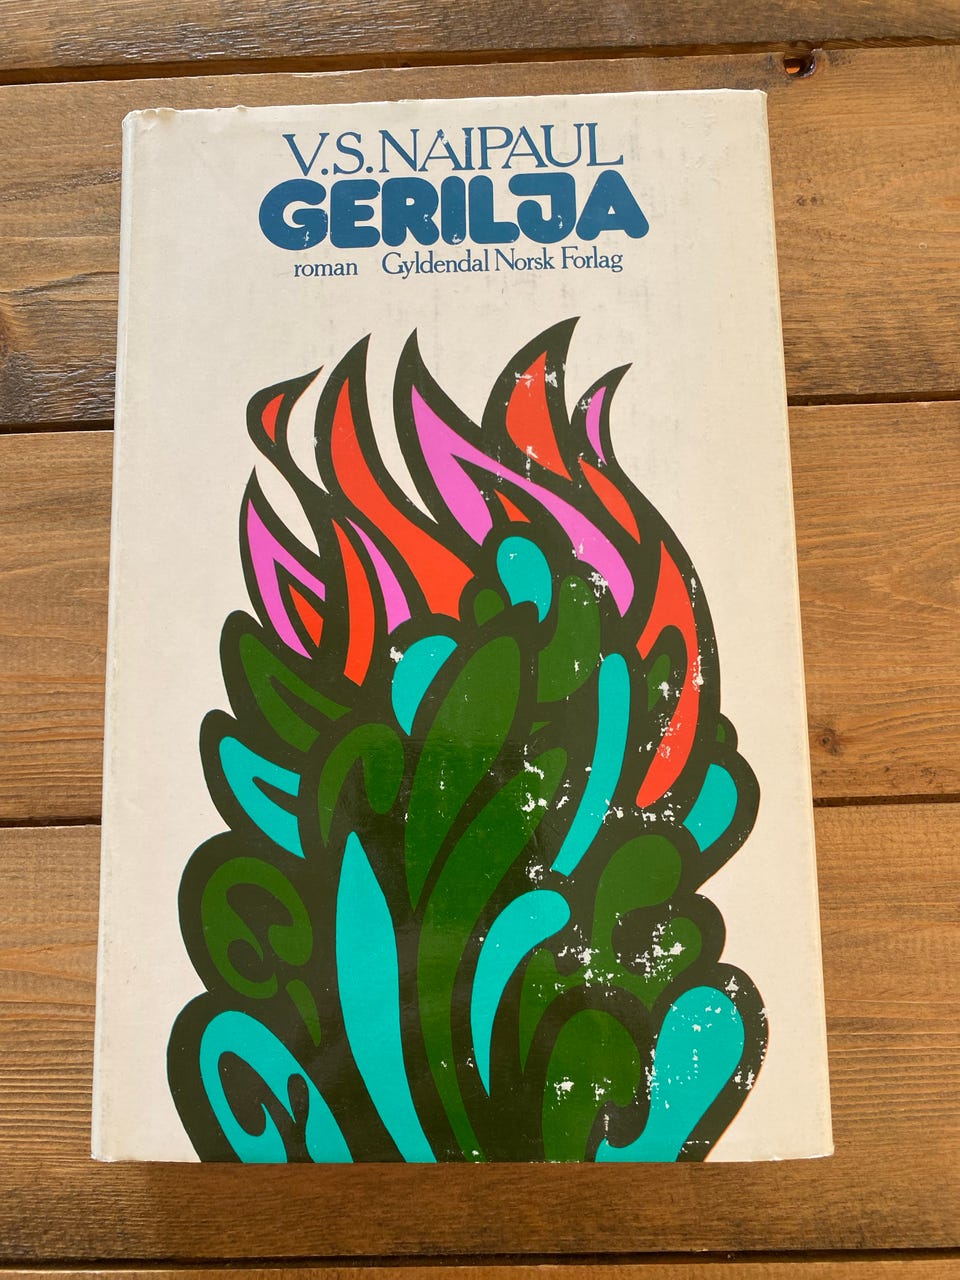 V.S. NAIPAUL
GERILJA
roman Gyldendal Norsk Forlag